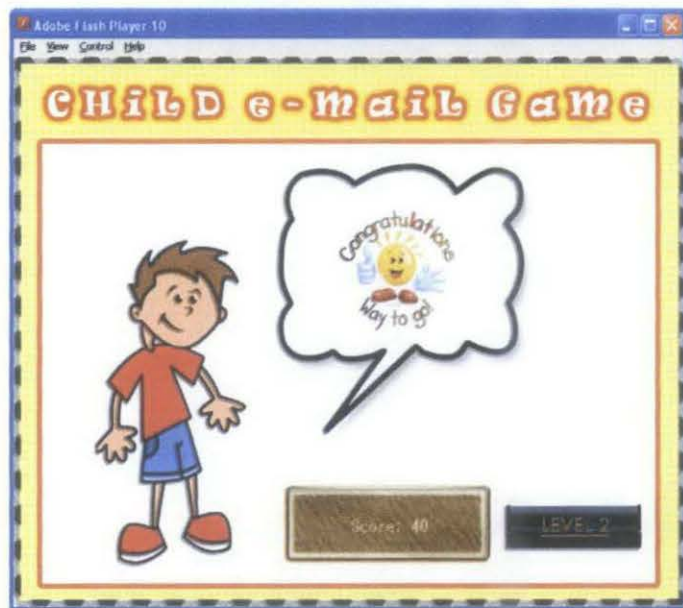 Adobe Flash Player 10
File View Control Help
CHiLD e-maiL Game
Congratulations
Way to go!
Score: 40
LEVEL 2